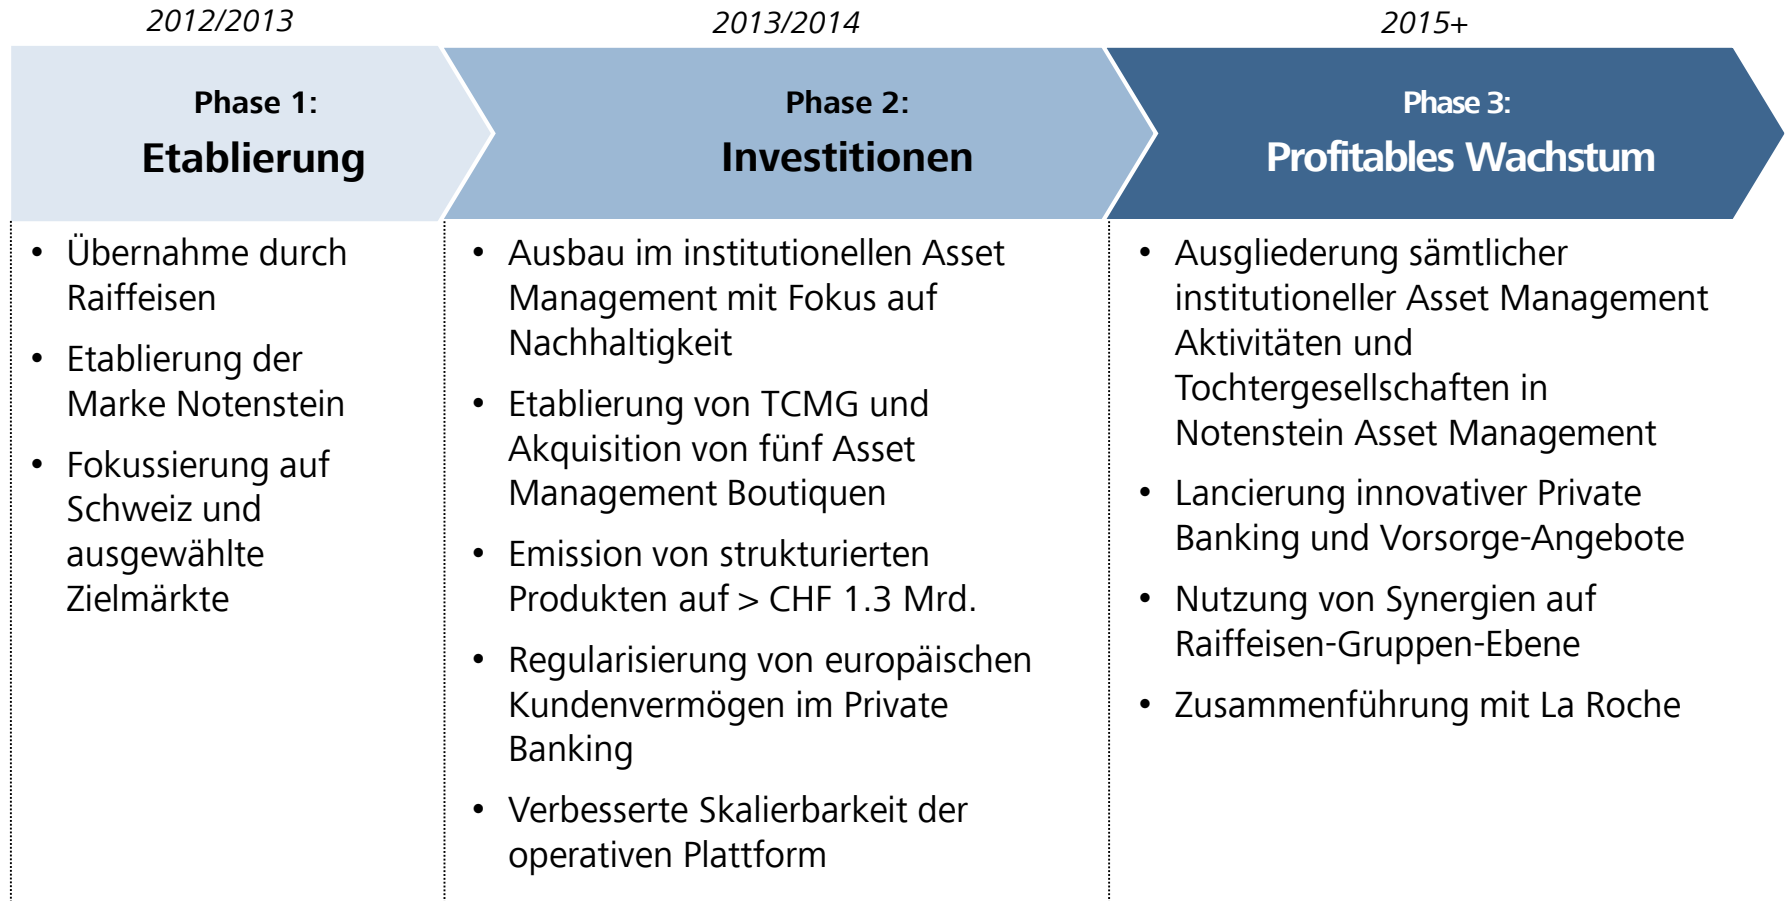 2012/2013
Phase 1:
Etablierung
• Übernahme durch
Raiffeisen
• Etablierung der
Marke Notenstein
• Fokussierung auf
Schweiz und
ausgewählte
Zielmärkte
2013/2014
Phase 2:
Investitionen
• Ausbau im institutionellen Asset
Management mit Fokus auf
Nachhaltigkeit
• Etablierung von TCMG und
Akquisition von fünf Asset
Management Boutiquen
• Emission von strukturierten
Produkten auf > CHF 1.3 Mrd.
• Regularisierung von europäischen
Kundenvermögen im Private
Banking
• Verbesserte Skalierbarkeit der
operativen Plattform
2015+
Phase 3:
Profitables Wachstum
• Ausgliederung sämtlicher
institutioneller Asset Management
Aktivitäten und
Tochtergesellschaften in
Notenstein Asset Management
• Lancierung innovativer Private
Banking und Vorsorge-Angebote
• Nutzung von Synergien auf
Raiffeisen-Gruppen-Ebene
• Zusammenführung mit La Roche